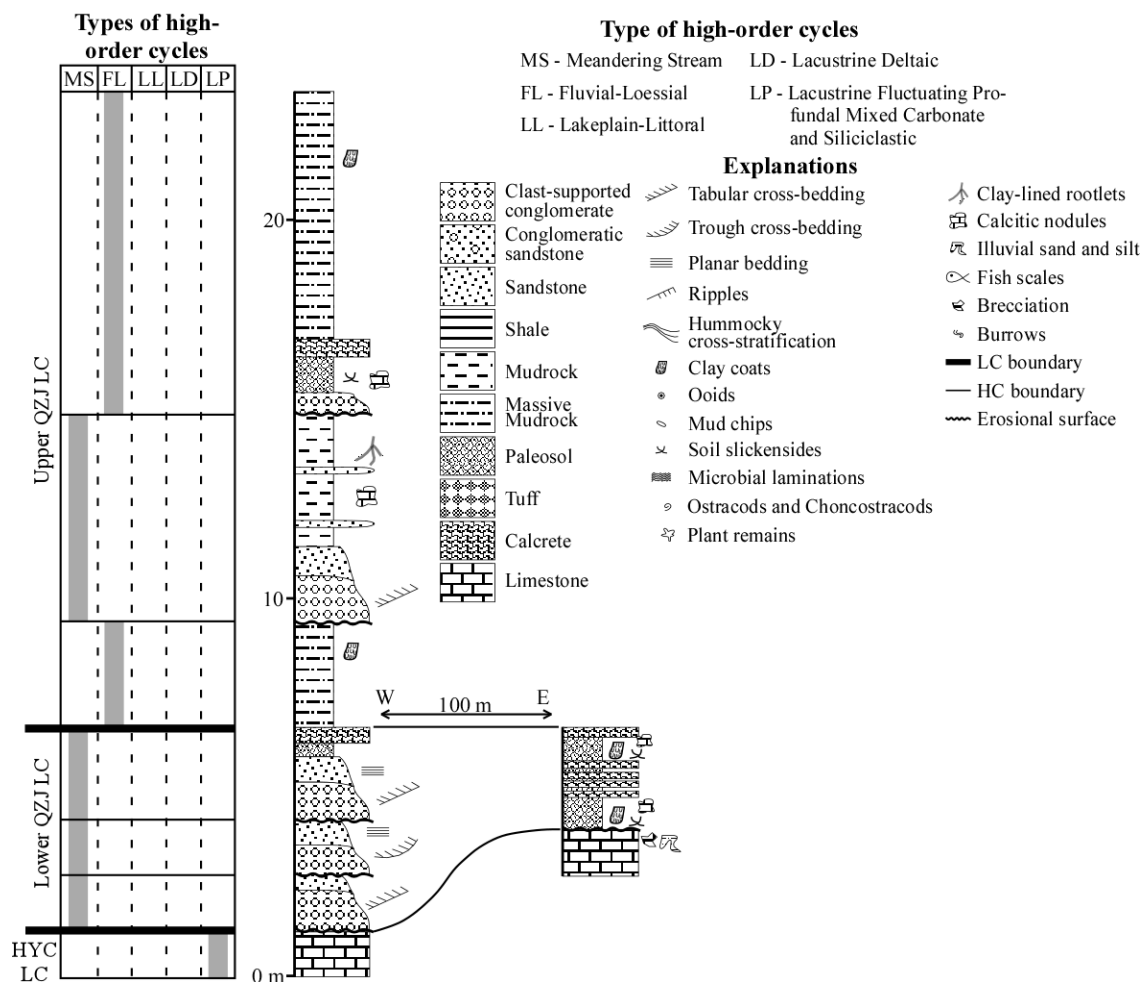 Types of high-
order cycles
MS FL LL LD LP
Upper QZJ LC
Lower QZJ LC
HYC
LC
20
10
0 m
W E
100 m
Type of high-order cycles
MS - Meandering Stream
FL - Fluvial-Loessial
LL - Lakeplain-Littoral
LD - Lacustrine Deltaic
LP - Lacustrine Fluctuating Pro-
fundal Mixed Carbonate
and Siliciclastic
Explanations
Clast-supported
conglomerate
Conglomeratic
sandstone
Sandstone
Shale
Mudrock
Massive
Mudrock
Paleosol
Tuff
Calcrete
Limestone
Tabular cross-bedding
Trough cross-bedding
Planar bedding
Ripples
Hummocky
cross-stratification
Clay coats
Ooids
Mud chips
Soil slickensides
Microbial laminations
Ostracods and Choncostracods
Plant remains
Clay-lined rootlets
Calcitic nodules
Illuvial sand and silt
Fish scales
Brecciation
Burrows
LC boundary
HC boundary
Erosional surface